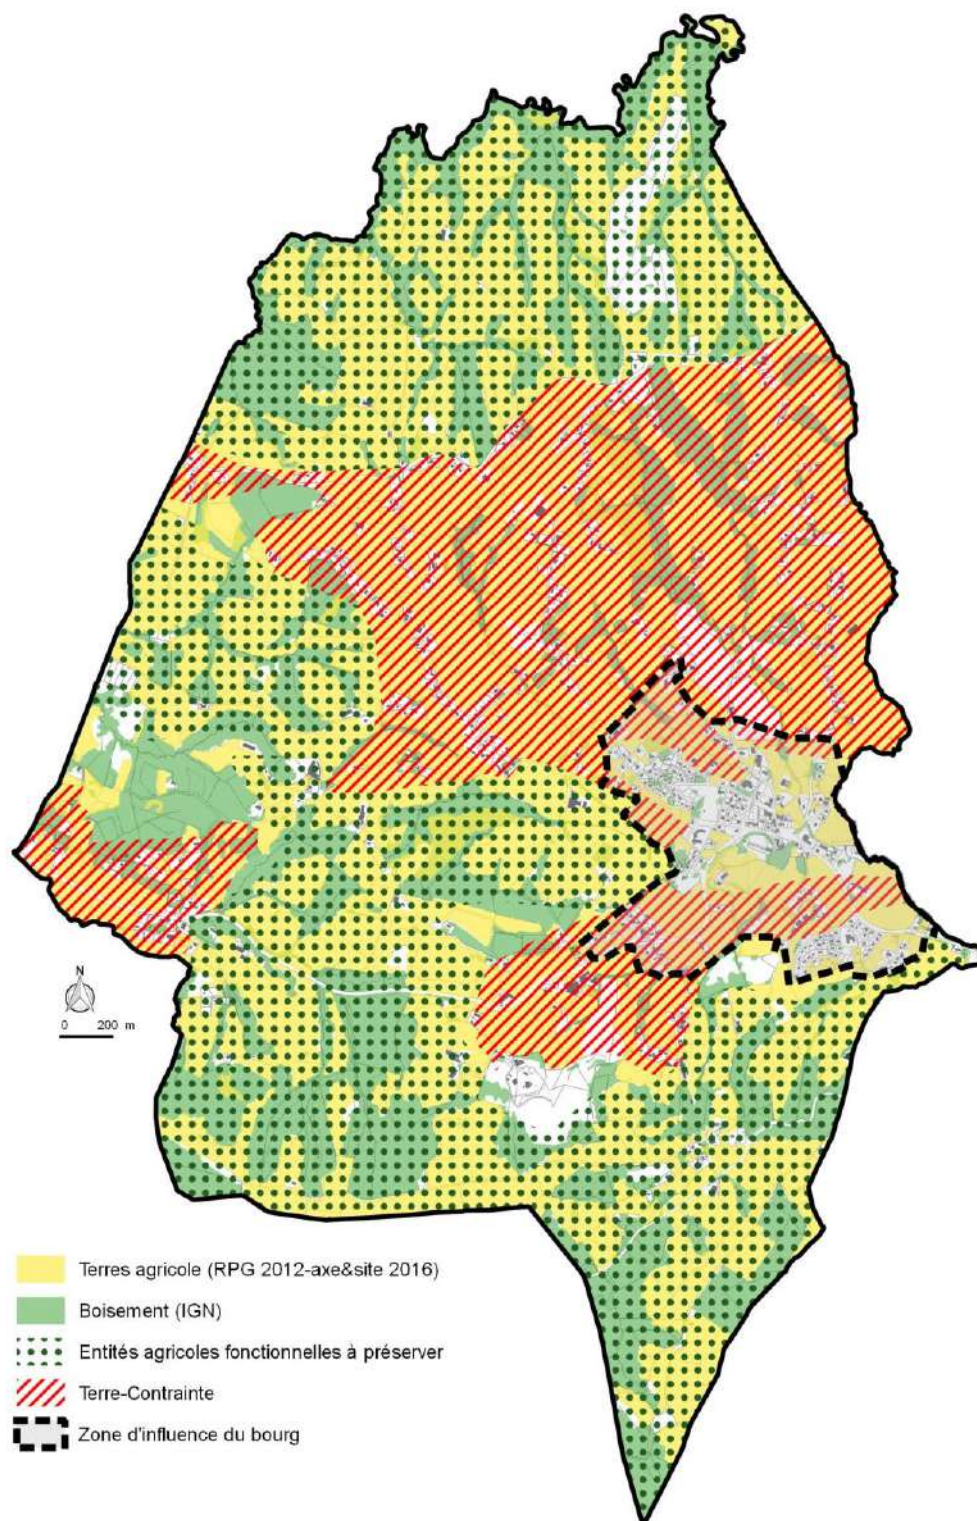 N
0 200 m
Terres agricole (RPG 2012-axe&site 2016)
Boisement (IGN)
Entités agricoles fonctionnelles à préserver
Terre-Contrainte
Zone d'influence du bourg